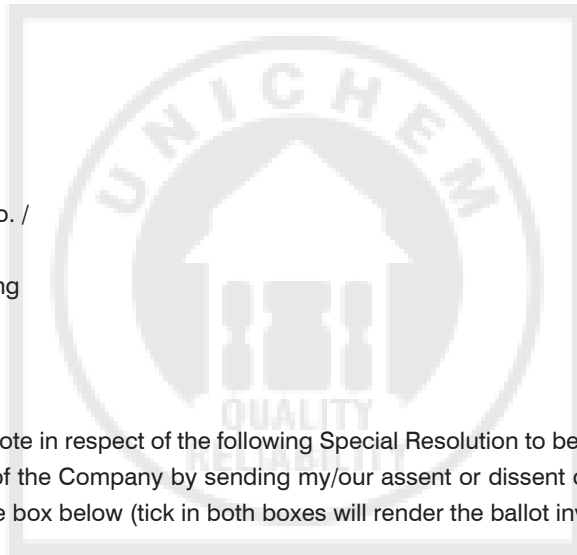 UNICHEM
o. /
ng
QUALITY
ote in respect of the following Special Resolution to be
RELIABILITY
of the Company by sending my/our assent or dissent
e box below (tick in both boxes will render the ballot inv